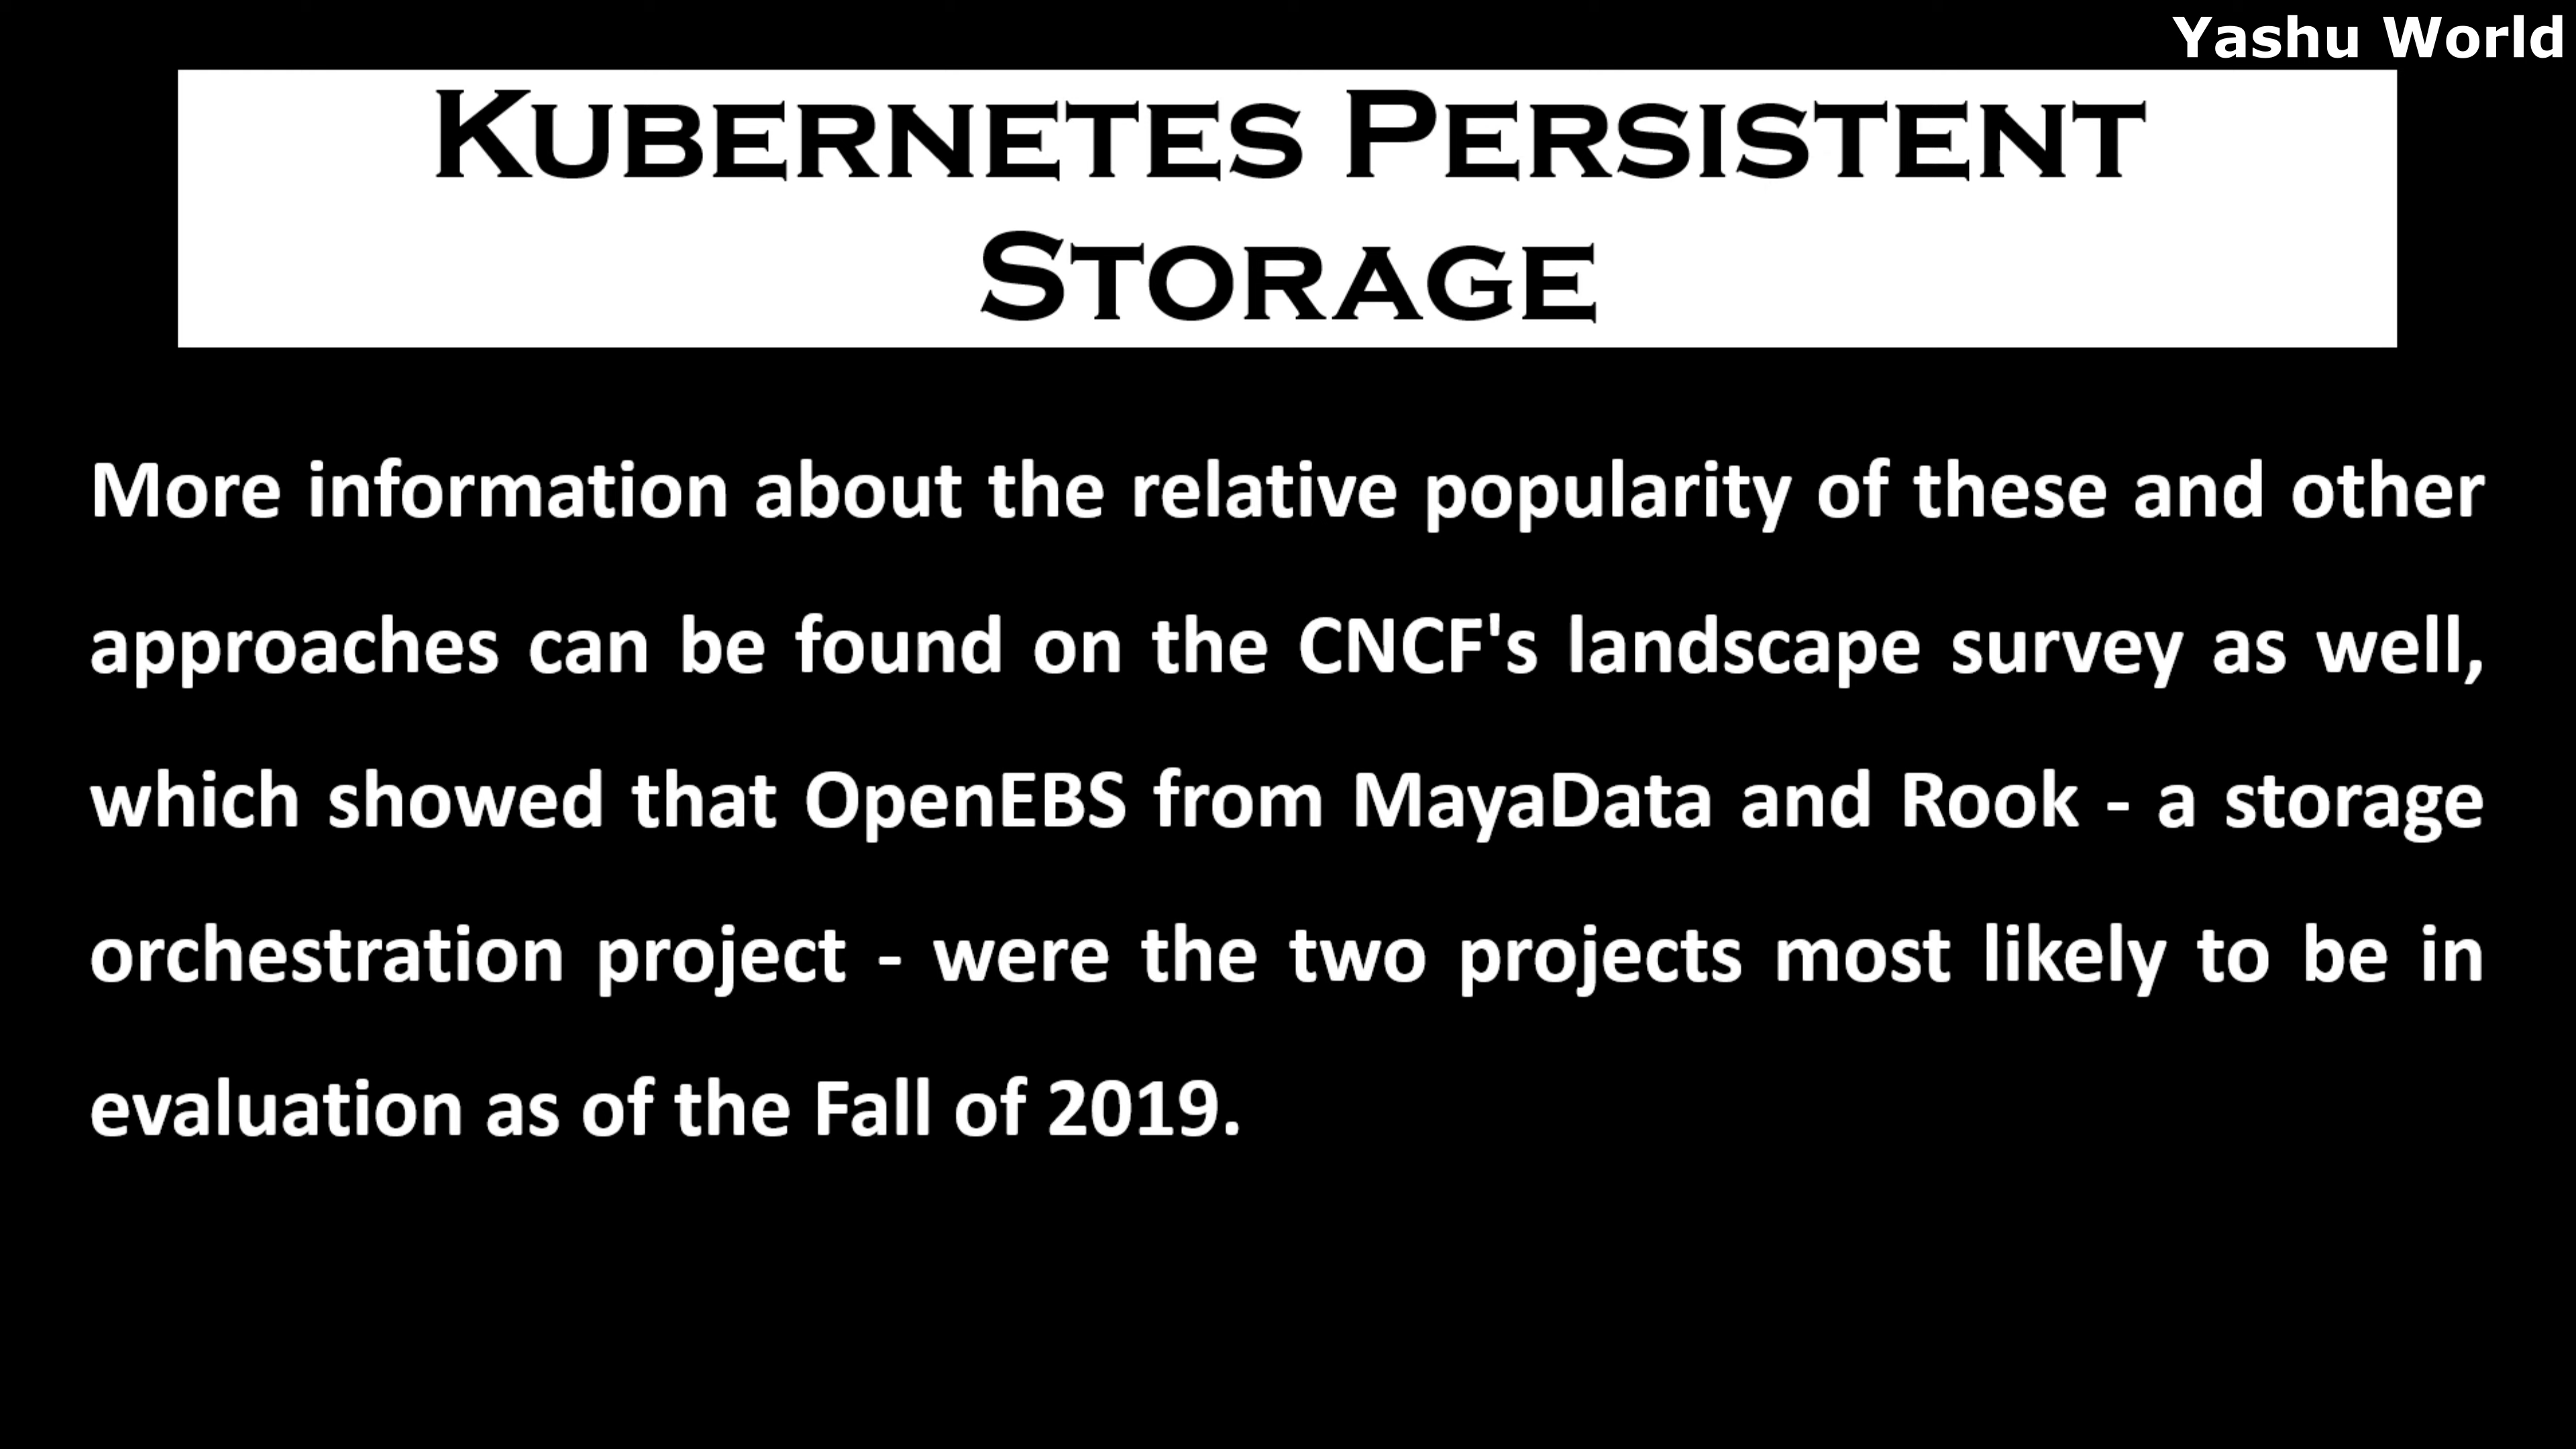 Yashu World
Kubernetes Persistent
Storage
More information about the relative popularity of these and other
approaches can be found on the CNCF's landscape survey as well,
which showed that OpenEBS from MayaData and Rook - a storage
orchestration project - were the two projects most likely to be in
evaluation as of the Fall of 2019.